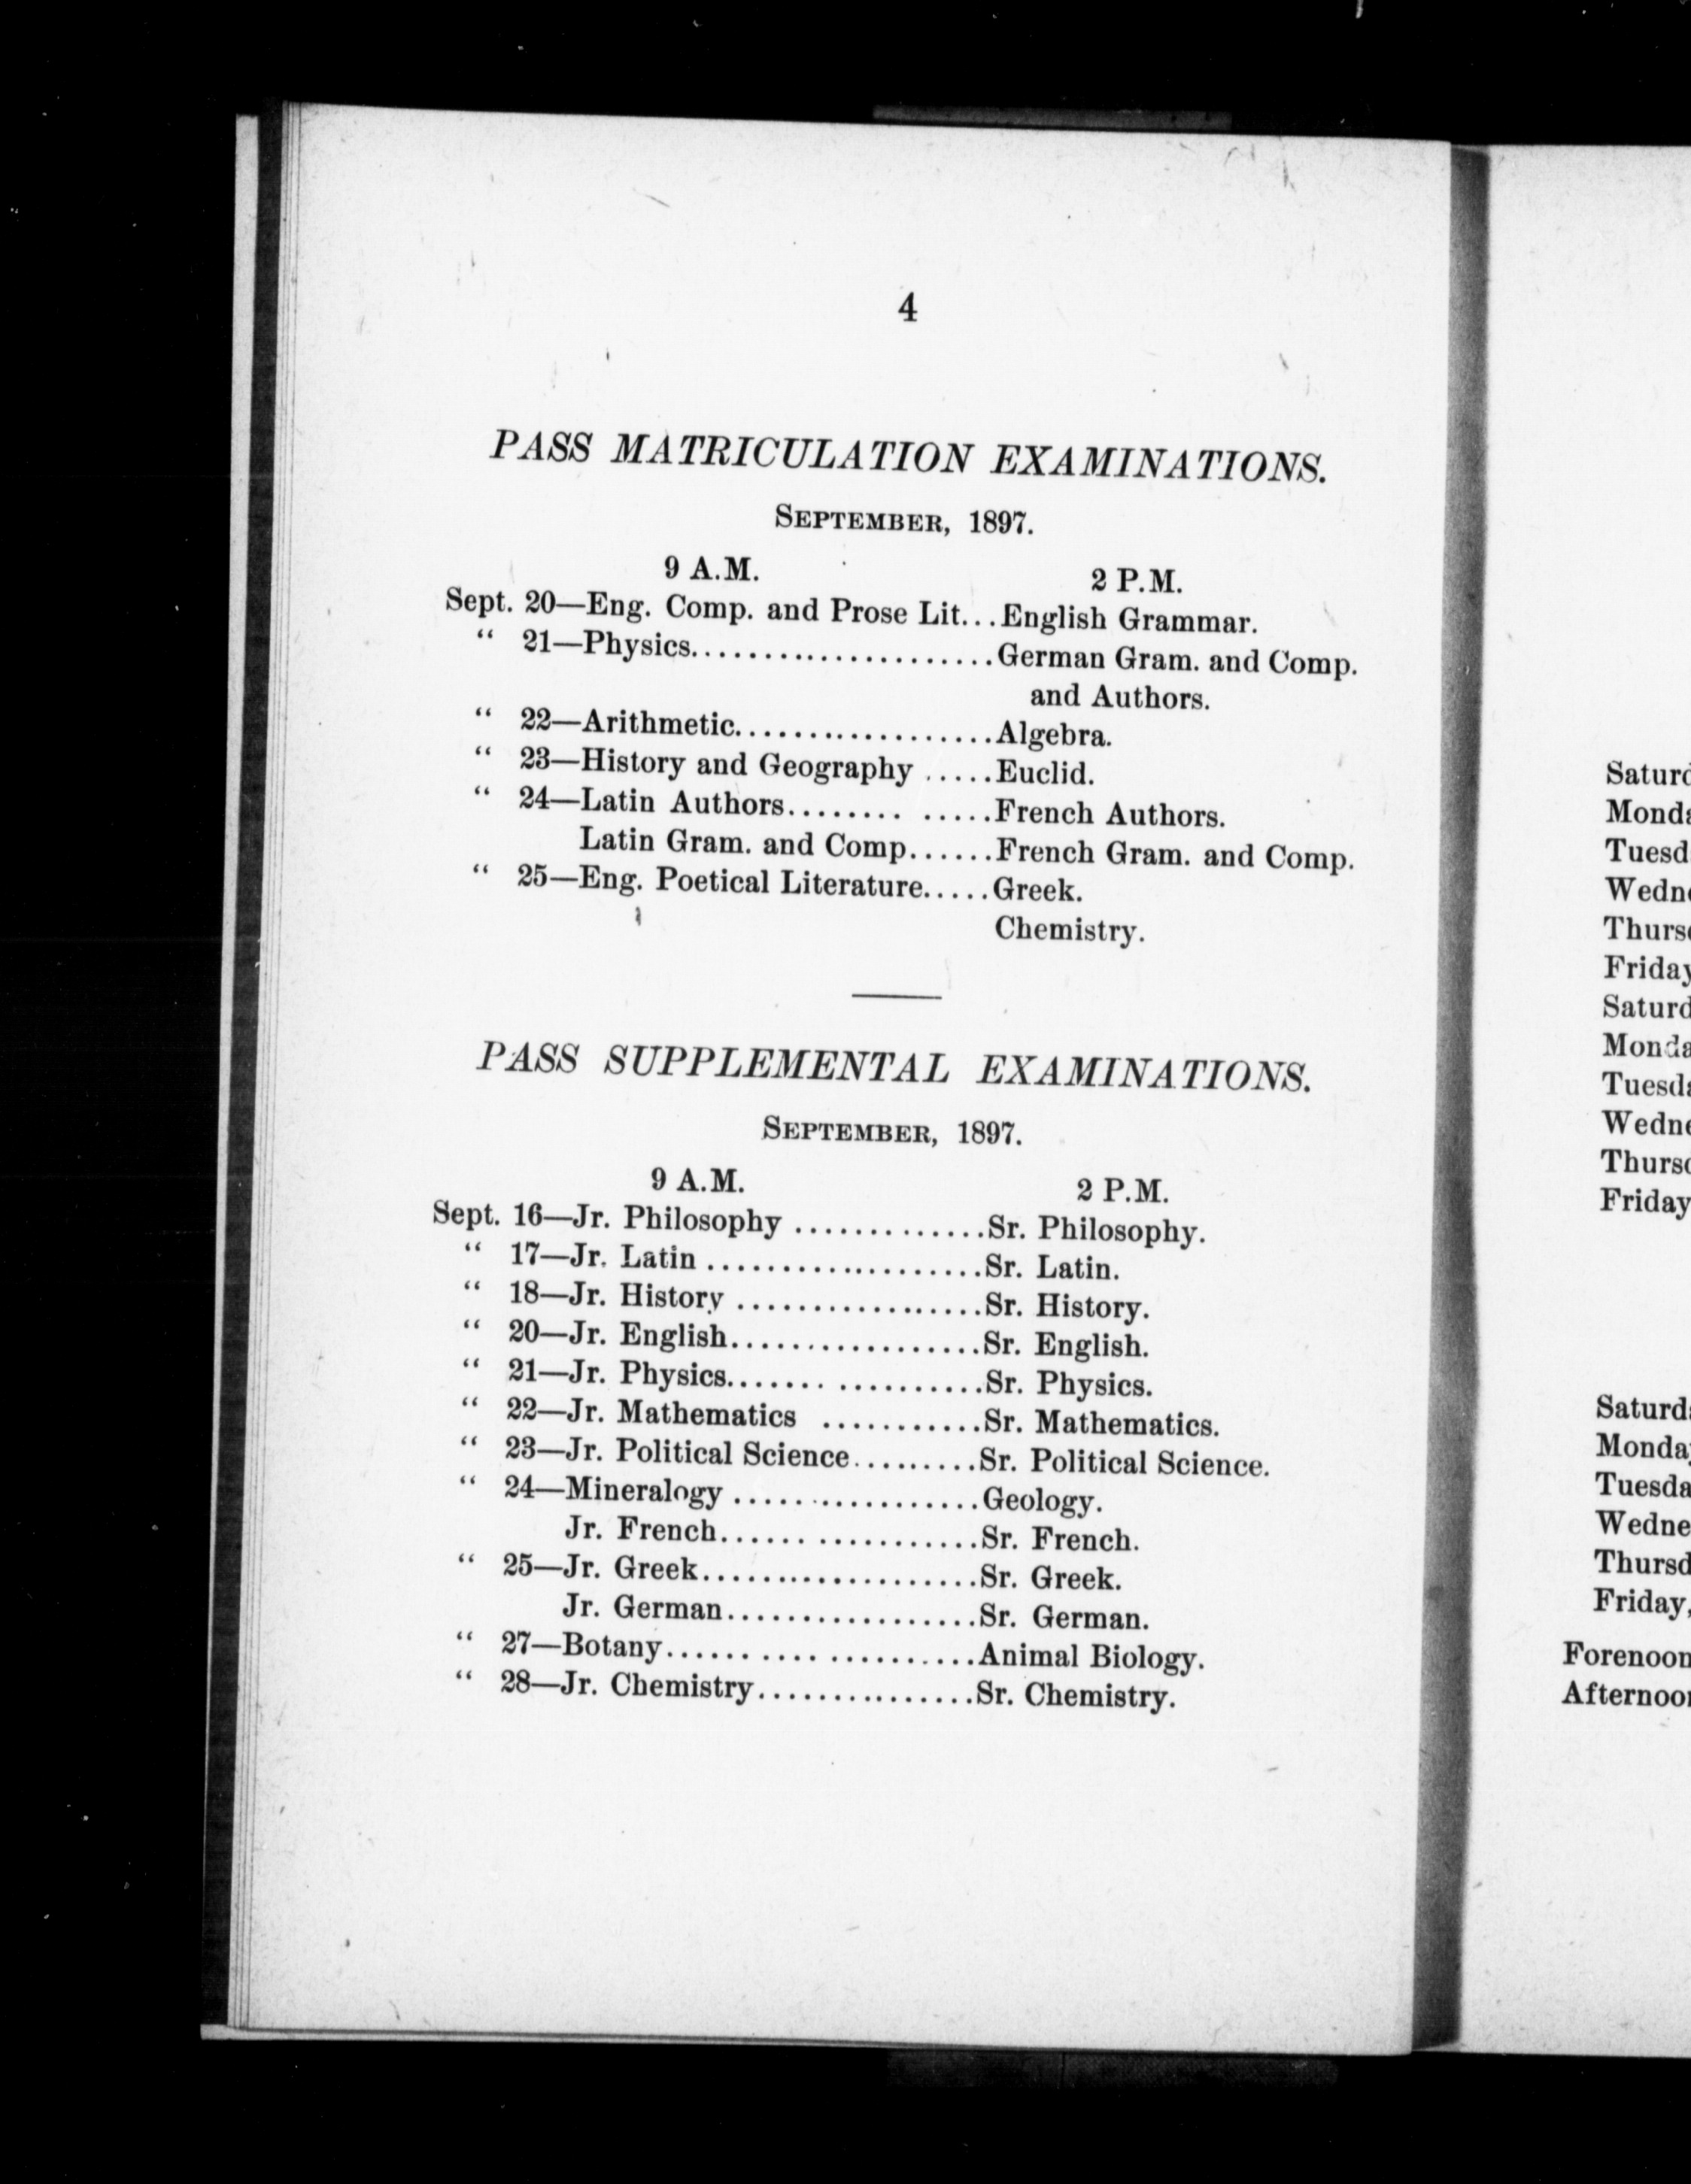 4
PASS MATRICULATION EXAMINATIONS.
SEPTEMBER, 1897.
9 A.M. 2 P.M.
Sept. 20—Eng. Comp. and Prose Lit...English Grammar.
“ 21—Physics.....................German Gram. and Comp.
and Authors.
“ 22—Arithmetic..................Algebra.
“ 23—History and Geography .....Euclid.
“ 24—Latin Authors........ .....French Authors.
Latin Gram. and Comp......French Gram. and Comp.
“ 25—Eng. Poetical Literature.....Greek.
Chemistry.
PASS SUPPLEMENTAL EXAMINATIONS.
SEPTEMBER, 1897.
9 A.M. 2 P.M.
Sept. 16—Jr. Philosophy .............Sr. Philosophy.
“ 17—Jr. Latin ...................Sr. Latin.
“ 18—Jr. History .................Sr. History.
“ 20—Jr. English.................Sr. English.
“ 21—Jr. Physics....... ..........Sr. Physics.
“ 22—Jr. Mathematics ...........Sr. Mathematics.
“ 23—Jr. Political Science.........Sr. Political Science.
“ 24—Mineralogy .................Geology.
Jr. French...... ...........Sr. French.
“ 25—Jr. Greek...................Sr. Greek.
Jr. German.................Sr. German.
“ 27—Botany.......... ..........Animal Biology.
“ 28—Jr. Chemistry...............Sr. Chemistry.
Friday
Friday
Friday,